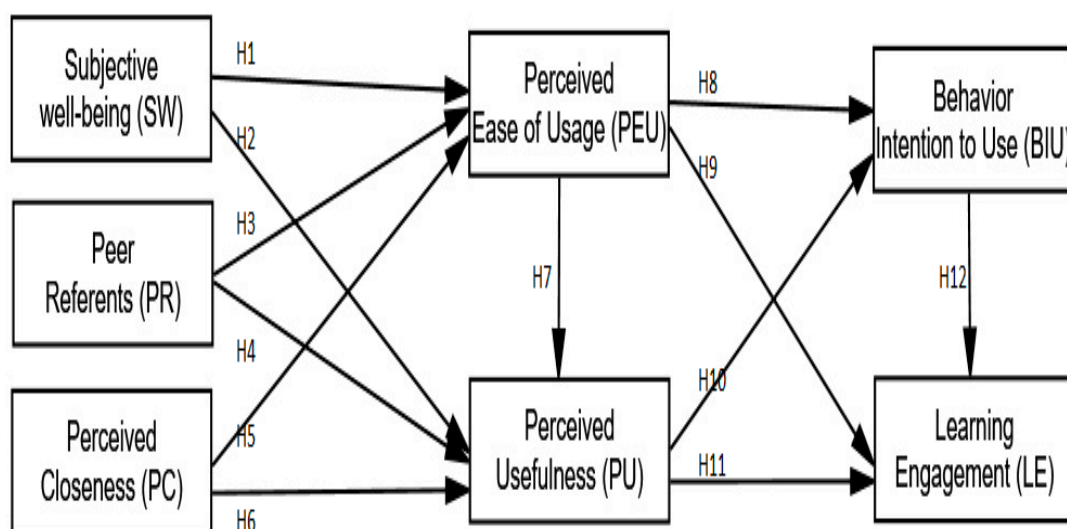 Subjective
well-being (SW)
H1
H2
Peer
Referents (PR)
H3
H4
Perceived
Closeness (PC)
H5
H6
Perceived
Ease of Usage (PEU)
H7
Perceived
Usefulness (PU)
H8
H9
H10
H11
Behavior
Intention to Use (BIU)
H12
Learning
Engagement (LE)